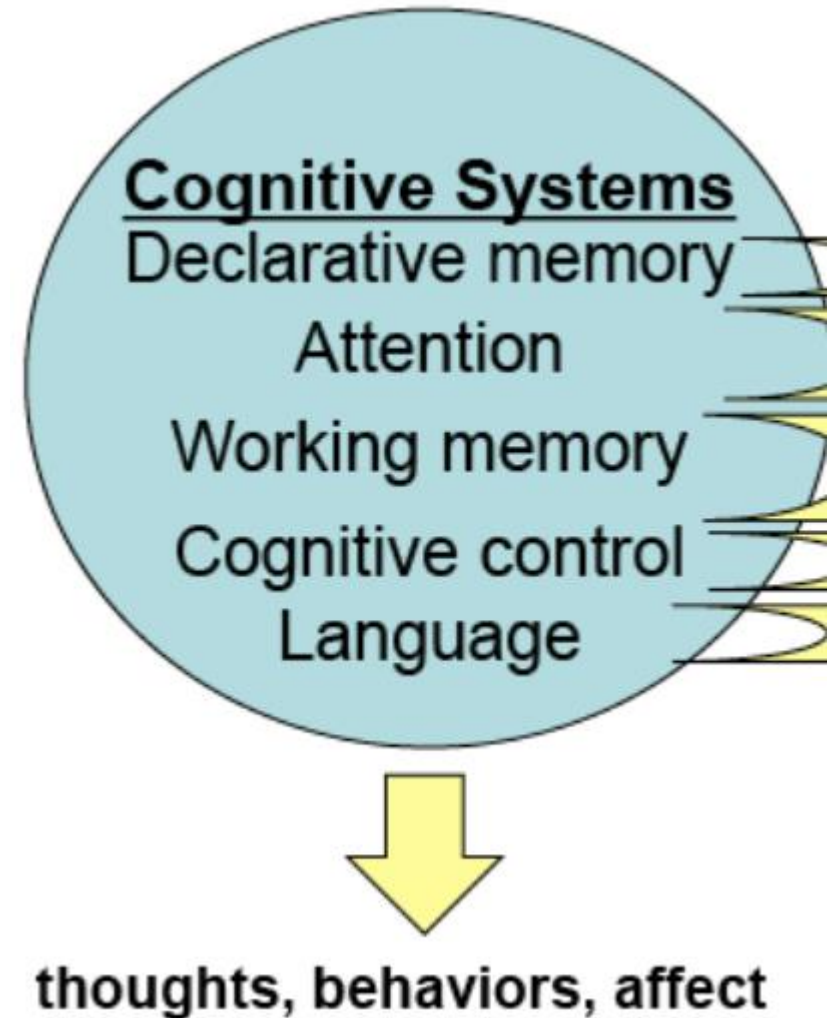 Cognitive Systems
Declarative memory
Attention
Working memory
Cognitive control
Language
thoughts, behaviors, affect